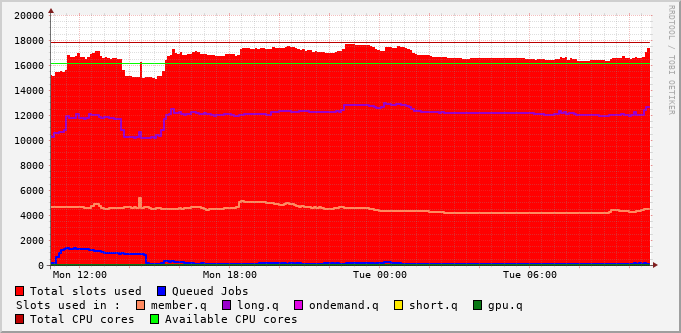 RRDTOOL / TOBI OETIKER
20000
18000
16000
14000
12000
10000
8000
6000
4000
2000
0
Mon 12:00 Mon 18:00 Tue 00:00 Tue 06:00
Total slots used Queued Jobs
Slots used in : member.q long.q ondemand.q short.q gpu.q
Total CPU cores Available CPU cores